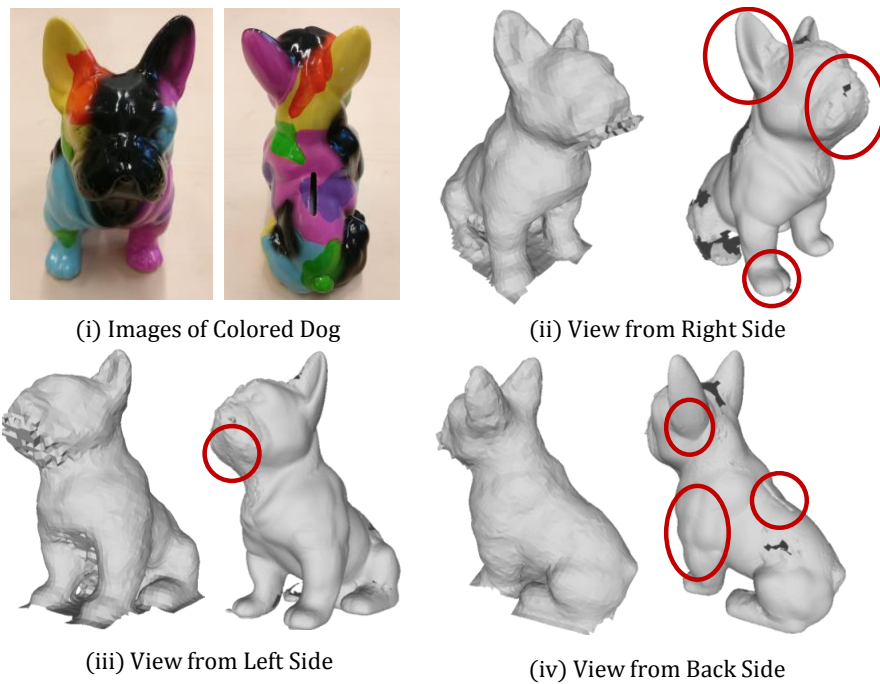 (i) Images of Colored Dog
(ii) View from Right Side
(iii) View from Left Side
(iv) View from Back Side